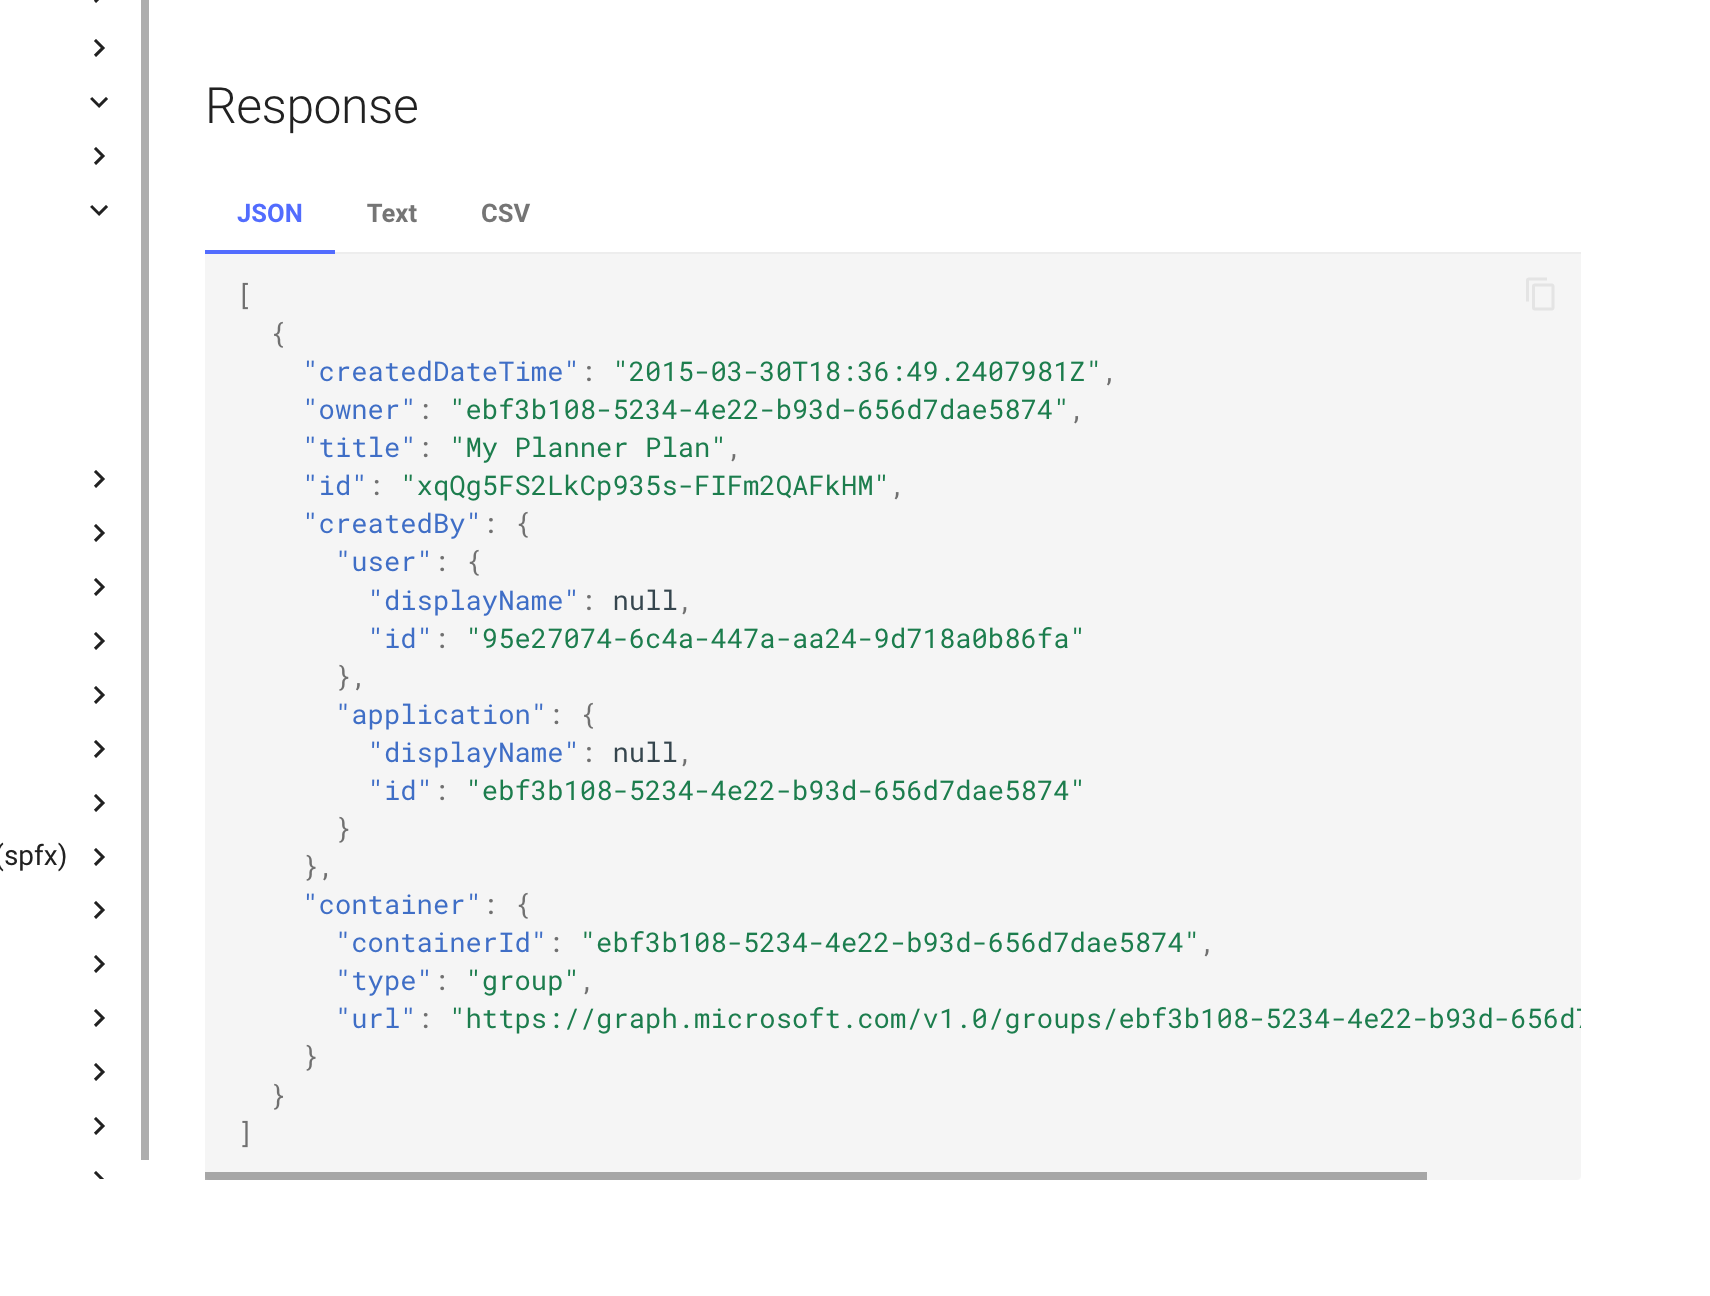 Response
JSON Text CSV
[
{
"createdDateTime": "2015-03-30T18:36:49.2407981Z",
"owner": "ebf3b108-5234-4e22-b93d-656d7dae5874",
"title": "My Planner Plan",
"id": "xqQg5FS2LkCp935s-FIFm2QAFkHM",
"createdBy": {
"user": {
"displayName": null,
"id": "95e27074-6c4a-447a-aa24-9d718a0b86fa"
},
"application": {
"displayName": null,
"id": "ebf3b108-5234-4e22-b93d-656d7dae5874"
}
},
(spfx)
"container": {
"containerId": "ebf3b108-5234-4e22-b93d-656d7dae5874",
"type": "group",
"url": "https://graph.microsoft.com/v1.0/groups/ebf3b108-5234-4e22-b93d-656d7
}
}
]